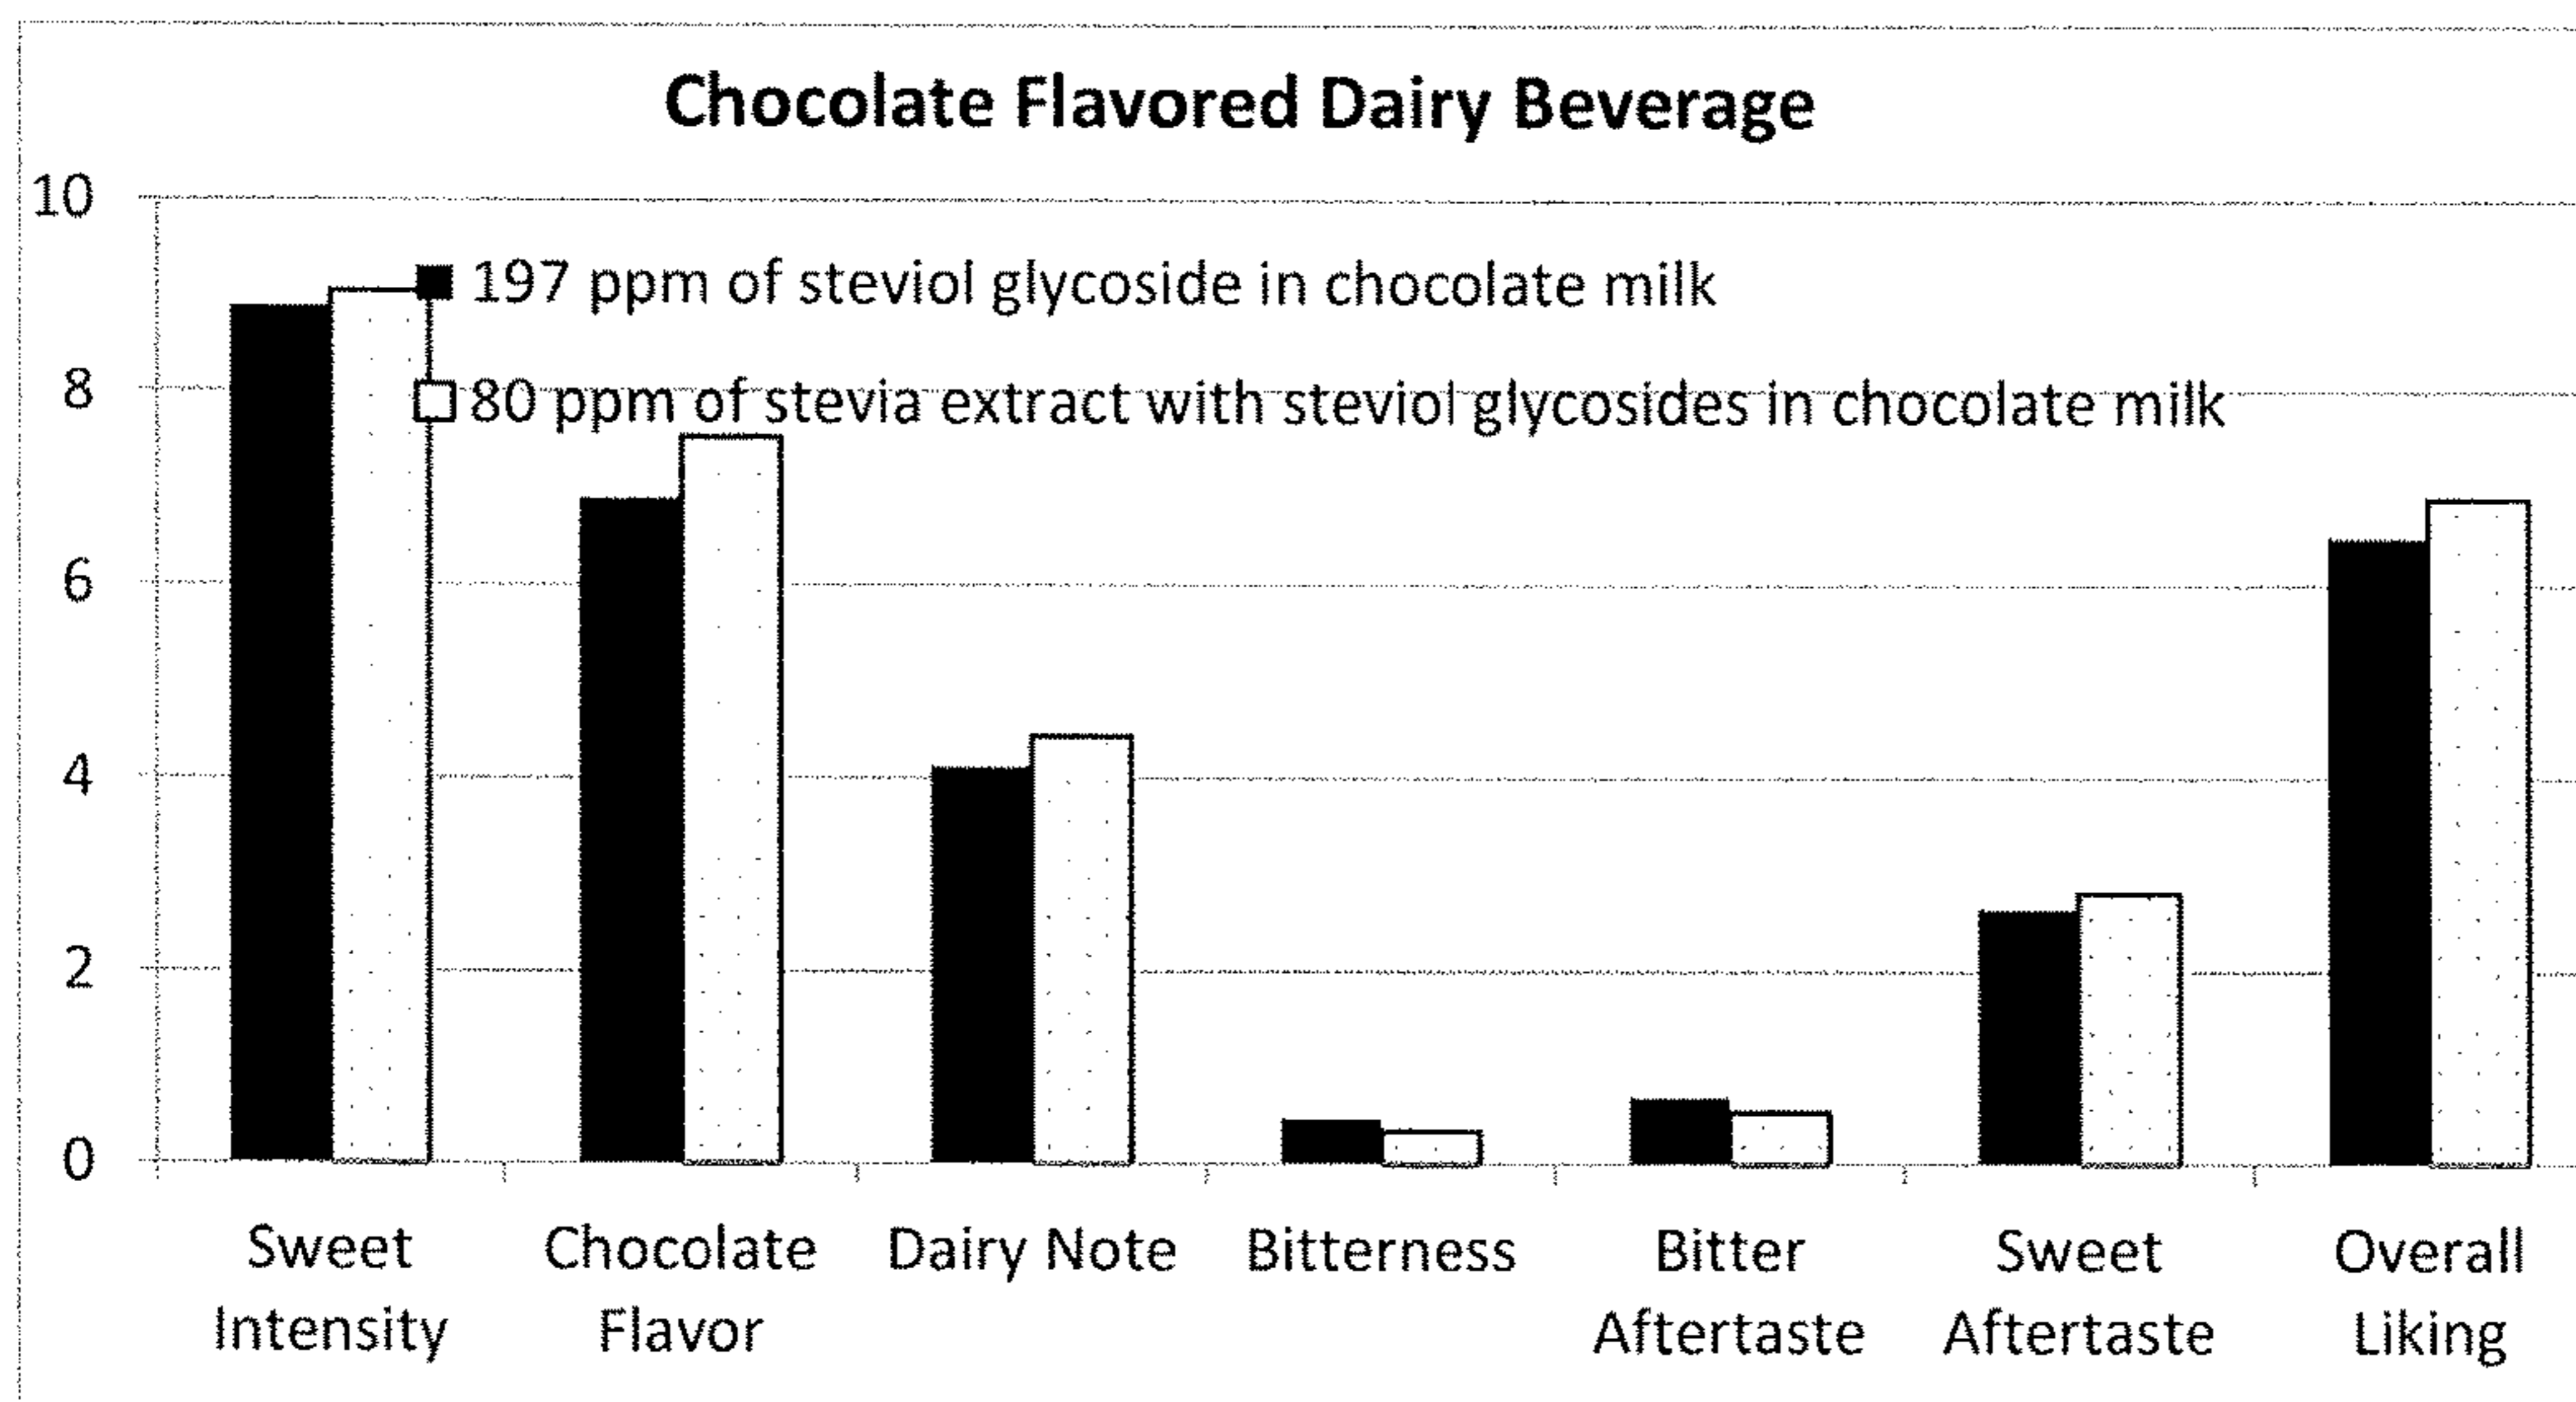 Chocolate Flavored Dairy Beverage
10
197 ppm of steviol glycoside in chocolate milk
8
80 ppm of stevia extract with steviol glycosides in chocolate milk
6
4
2
0
Sweet Intensity
Chocolate Flavor
Dairy Note
Bitterness
Bitter Aftertaste
Sweet Aftertaste
Overall Liking